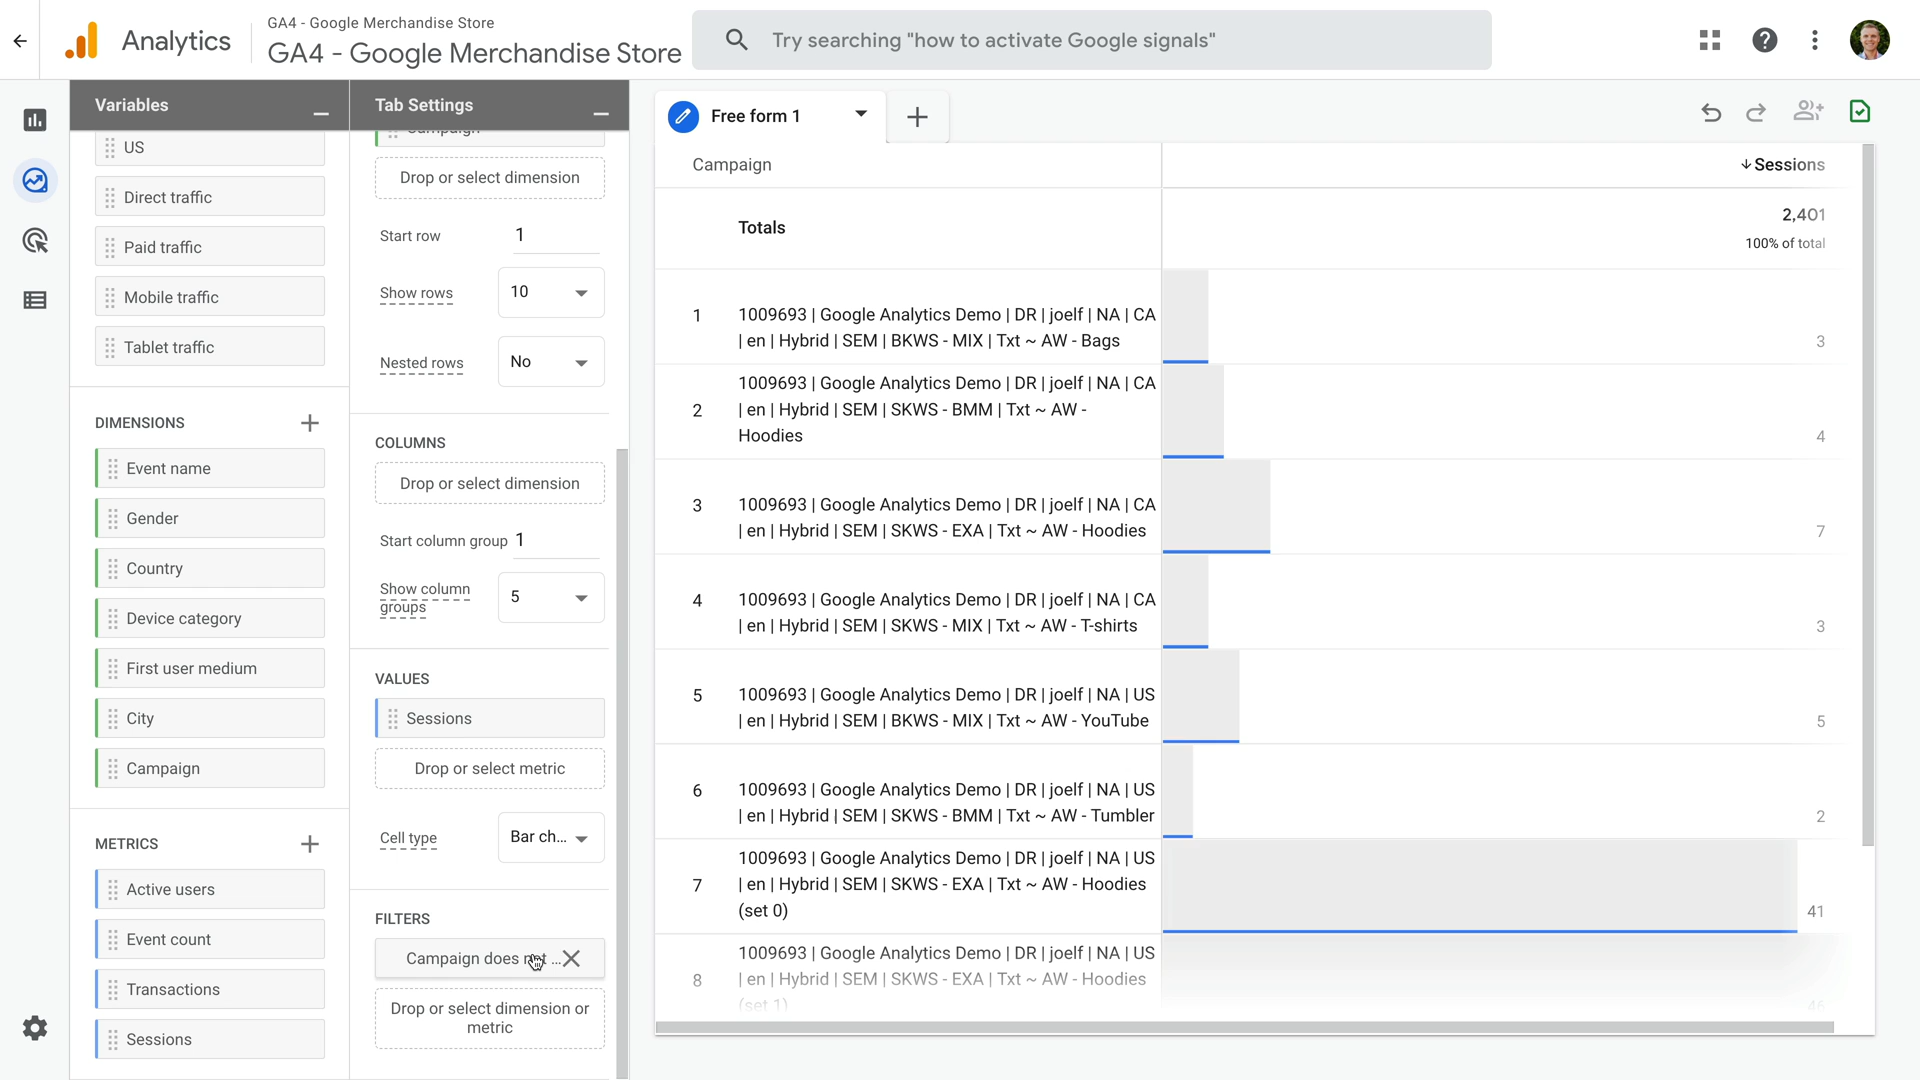 Analytics
GA4 - Google Merchandise Store
GA4 - Google Merchandise Store
Try searching "how to activate Google signals"
Variables
US
Direct traffic
Paid traffic
Mobile traffic
Tablet traffic
DIMENSIONS
Event name
Gender
Country
Device category
First user medium
City
Campaign
METRICS
Active users
Event count
Transactions
Sessions
Tab Settings
Campaign
Drop or select dimension
Start row 1
Show rows 10
Nested rows No
COLUMNS
Drop or select dimension
Start column group 1
Show column
groups 5
VALUES
Sessions
Drop or select metric
Cell type Bar ch...
FILTERS
Campaign does not ...
Drop or select dimension or
metric
Free form 1
Campaign Sessions
Totals 2,401
100% of total
1 1009693 | Google Analytics Demo | DR | joelf | NA | CA
| en | Hybrid | SEM | BKWS - MIX | Txt ~ AW - Bags 3
1009693 | Google Analytics Demo | DR | joelf | NA | CA
2 | en | Hybrid | SEM | SKWS - BMM | Txt ~ AW -
Hoodies 4
3 1009693 | Google Analytics Demo | DR | joelf | NA | CA
| en | Hybrid | SEM | SKWS - EXA | Txt ~ AW - Hoodies 7
4 1009693 | Google Analytics Demo | DR | joelf | NA | CA
| en | Hybrid | SEM | SKWS - MIX | Txt ~ AW - T-shirts 3
5 1009693 | Google Analytics Demo | DR | joelf | NA | US
| en | Hybrid | SEM | BKWS - MIX | Txt ~ AW - YouTube 5
6 1009693 | Google Analytics Demo | DR | joelf | NA | US
| en | Hybrid | SEM | SKWS - BMM | Txt ~ AW - Tumbler 2
1009693 | Google Analytics Demo | DR | joelf | NA | US
7 | en | Hybrid | SEM | SKWS - EXA | Txt ~ AW - Hoodies
(set 0) 41
1009693 | Google Analytics Demo | DR | joelf | NA | US
8 | en | Hybrid | SEM | SKWS - EXA | Txt ~ AW - Hoodies
(set 1) 46